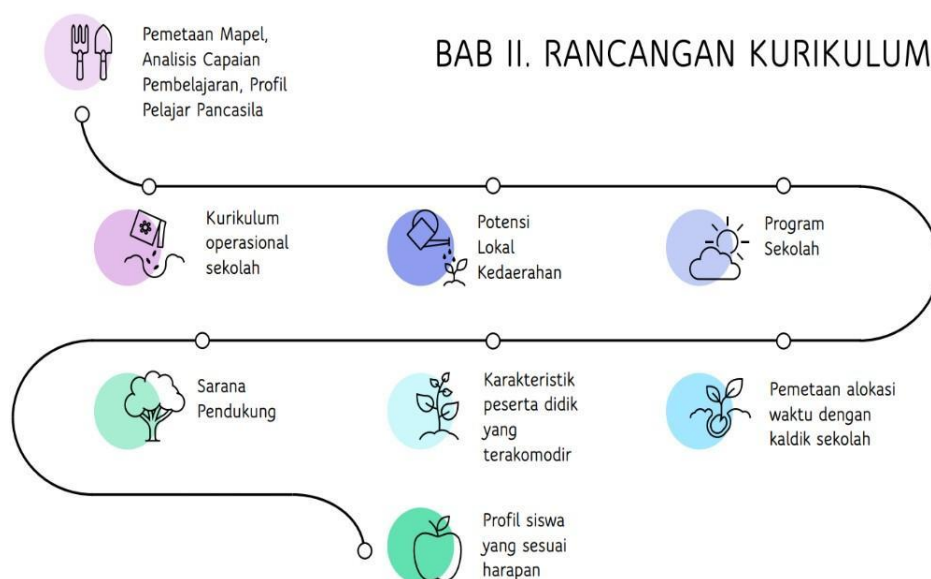 Pemetaan Mapel,
Analisis Capaian
Pembelajaran, Profil
Pelajar Pancasila
BAB II. RANCANGAN KURIKULUM
Kurikulum
operasional
sekolah
Potensi
Lokal
Kedaerahan
Program
Sekolah
Pemetaan alokasi
waktu dengan
kaldik sekolah
Karakteristik
peserta didik
yang
terakomodir
Sarana
Pendukung
Profil siswa
yang sesuai
harapan